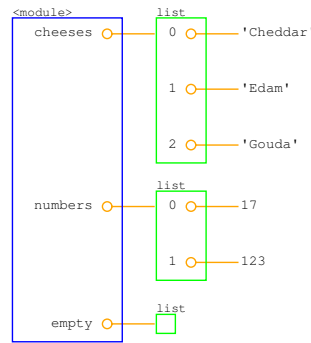 <module> list
cheeses 0 'Cheddar
1 'Edam'
2 'Gouda'
list
numbers 0 17
1 123
list
empty